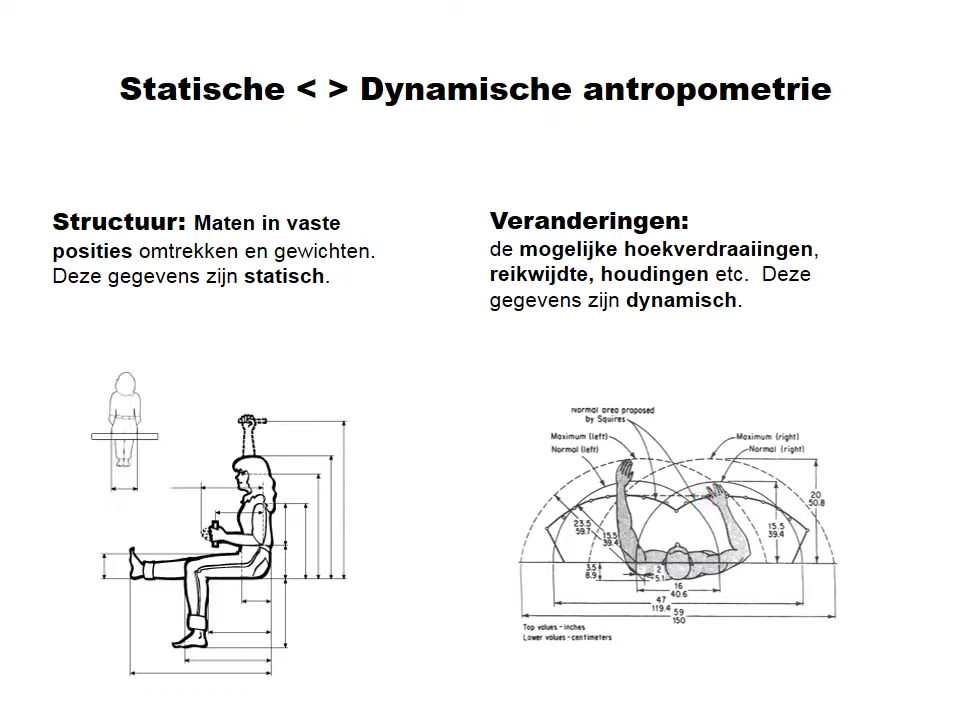 Statische < > Dynamische antropometrie
Structuur: Maten in vaste
posities omtrekken en gewichten.
Deze gegevens zijn statisch.
Veranderingen:
de mogelijke hoekverdraaiingen,
reikwijdte, houdingen etc. Deze
gegevens zijn dynamisch.
Normal area proposed
by Squires
Maximum (left)
Normal (left)
Maximum (right)
Normal (right)
20
50.8
23.5
59.7
15.5
39.4
15.5
39.4
3.5
8.9
2
5.1
16
40.6
47
119.4
59
150
Top values-inches
Lower values-centimeters